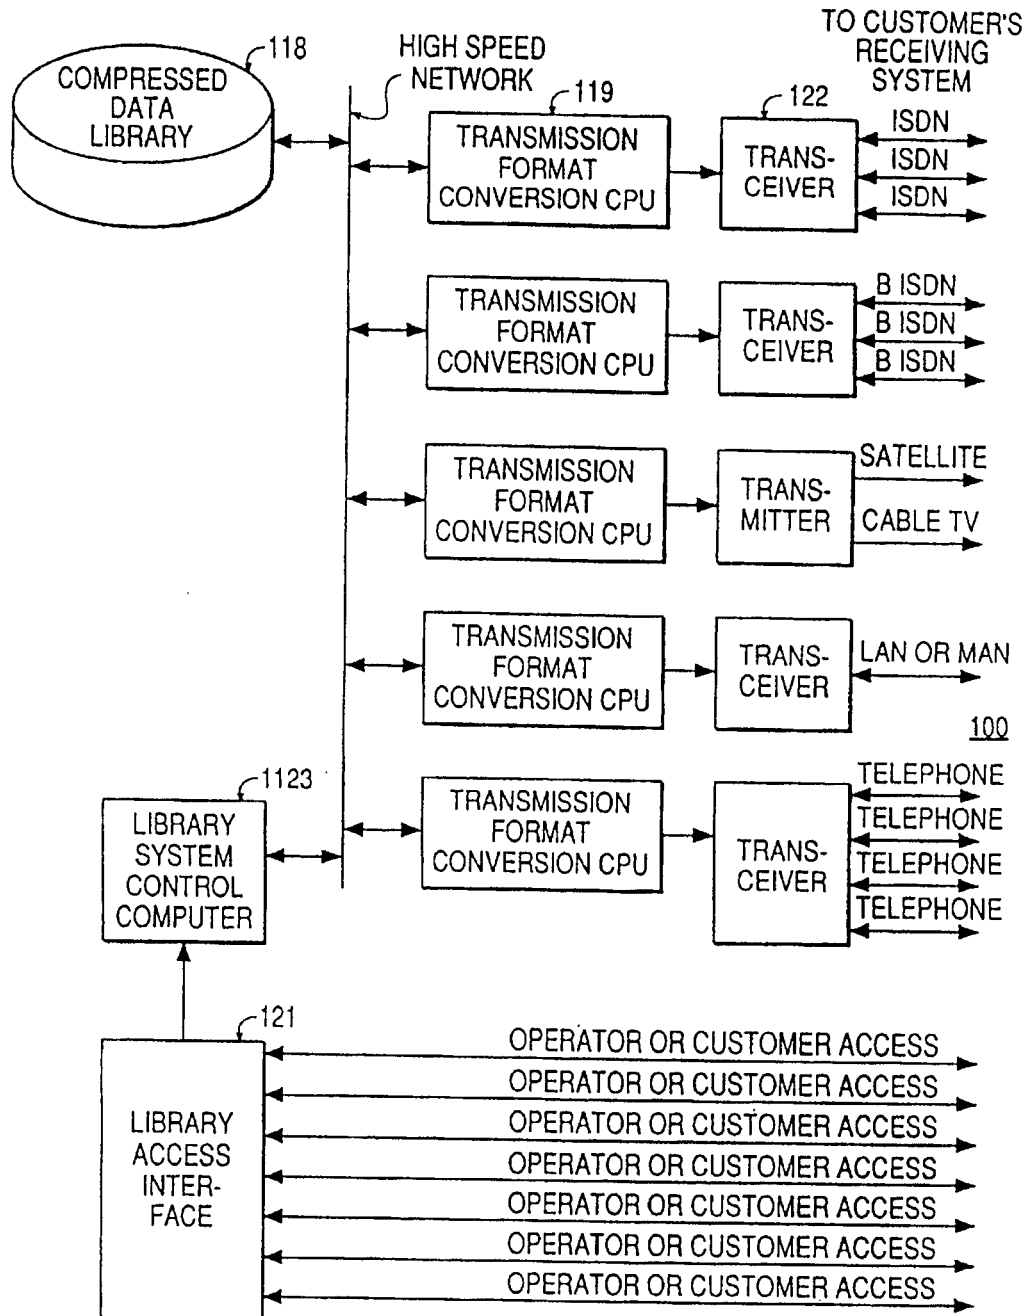 TO CUSTOMER'S
RECEIVING
SYSTEM
118
HIGH SPEED
NETWORK
COMPRESSED
DATA
LIBRARY
119
TRANSMISSION
FORMAT
CONVERSION CPU
122
TRANS-
CEIVER
ISDN
ISDN
ISDN
TRANSMISSION
FORMAT
CONVERSION CPU
TRANS-
CEIVER
B ISDN
B ISDN
B ISDN
TRANSMISSION
FORMAT
CONVERSION CPU
TRANS-
MITTER
SATELLITE
CABLE TV
TRANSMISSION
FORMAT
CONVERSION CPU
TRANS-
CEIVER
LAN OR MAN
100
1123
LIBRARY
SYSTEM
CONTROL
COMPUTER
TRANSMISSION
FORMAT
CONVERSION CPU
TRANS-
CEIVER
TELEPHONE
TELEPHONE
TELEPHONE
TELEPHONE
121
LIBRARY
ACCESS
INTER-
FACE
OPERATOR OR CUSTOMER ACCESS
OPERATOR OR CUSTOMER ACCESS
OPERATOR OR CUSTOMER ACCESS
OPERATOR OR CUSTOMER ACCESS
OPERATOR OR CUSTOMER ACCESS
OPERATOR OR CUSTOMER ACCESS
OPERATOR OR CUSTOMER ACCESS